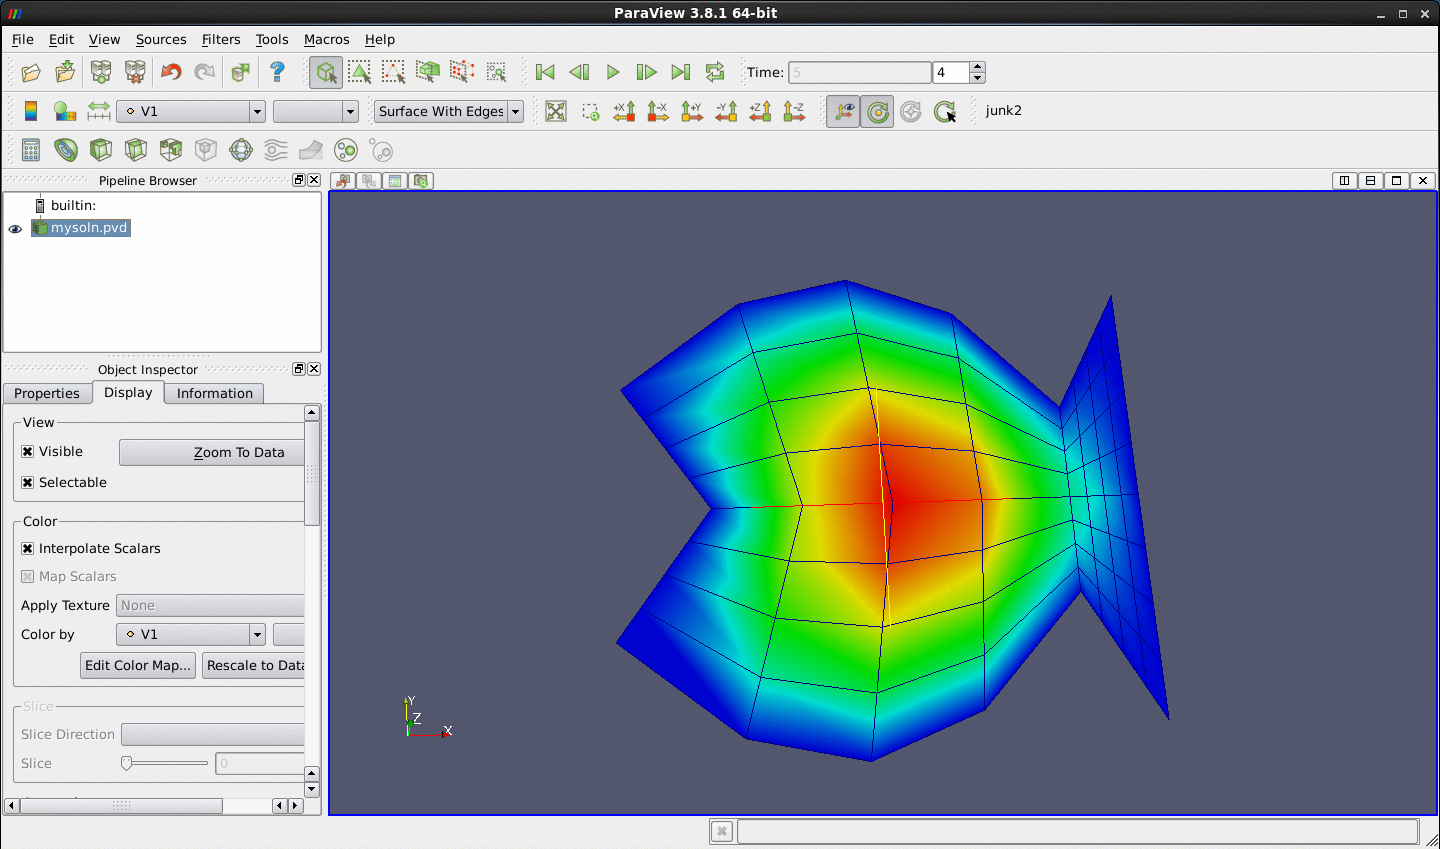 ParaView 3.8.1 64-bit
File Edit View Sources Filters Tools Macros Help
Time: 5 4
V1 Surface With Edges +X -X +Y -Y +Z -Z junk2
Pipeline Browser
builtin:
mysoln.pvd
Object Inspector
Properties Display Information
View
Visible Zoom To Data
Selectable
Color
Interpolate Scalars
Map Scalars
Apply Texture None
Color by V1
Edit Color Map... Rescale to Data
Slice
Slice Direction
Slice 0
Y
Z
X